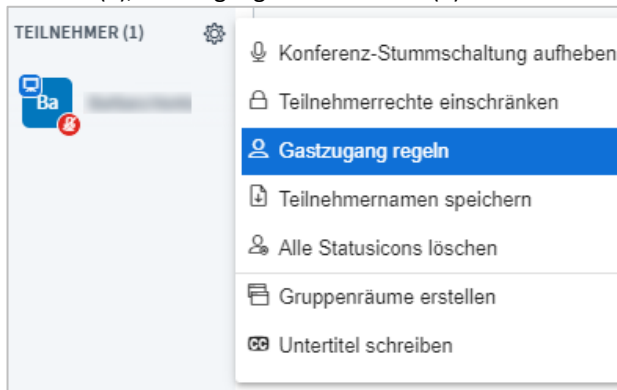 TEILNEHMER (1)
Ba
Konferenz-Stummschaltung aufheben
Teilnehmerrechte einschränken
Gastzugang regeln
Teilnehmernamen speichern
Alle Statusicons löschen
Gruppenräume erstellen
CC Untertitel schreiben